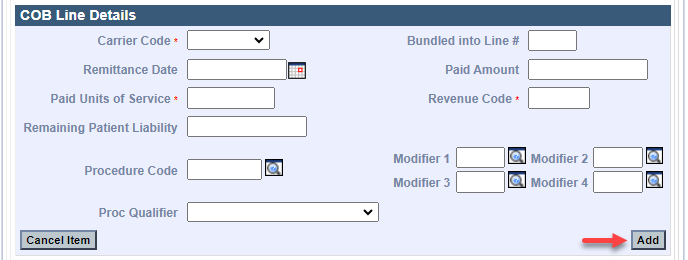 COB Line Details
Carrier Code * Bundled into Line #
Remittance Date Paid Amount
Paid Units of Service * Revenue Code *
Remaining Patient Liability
Modifier 1 Modifier 2
Procedure Code
Modifier 3 Modifier 4
Proc Qualifier
Cancel Item Add